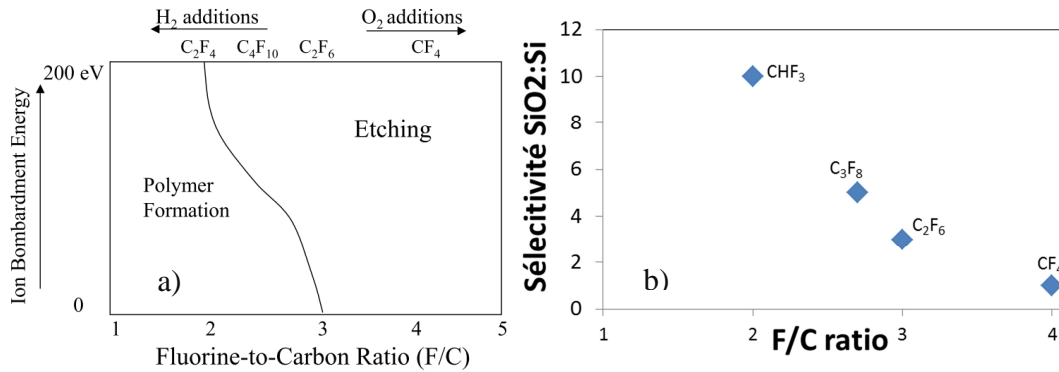 H₂ additions
O₂ additions
C₂F₄
C₄F₁₀
C₂F₆
CF₄
200 eV
Ion Bombardment Energy
Etching
Polymer
Formation
a)
0
1
2
3
4
5
Fluorine-to-Carbon Ratio (F/C)
Sélecitivité SiO2:Si
12
10
8
6
4
2
0
CHF₃
C₃F₈
C₂F₆
CF₄
b)
1
2
3
4
F/C ratio